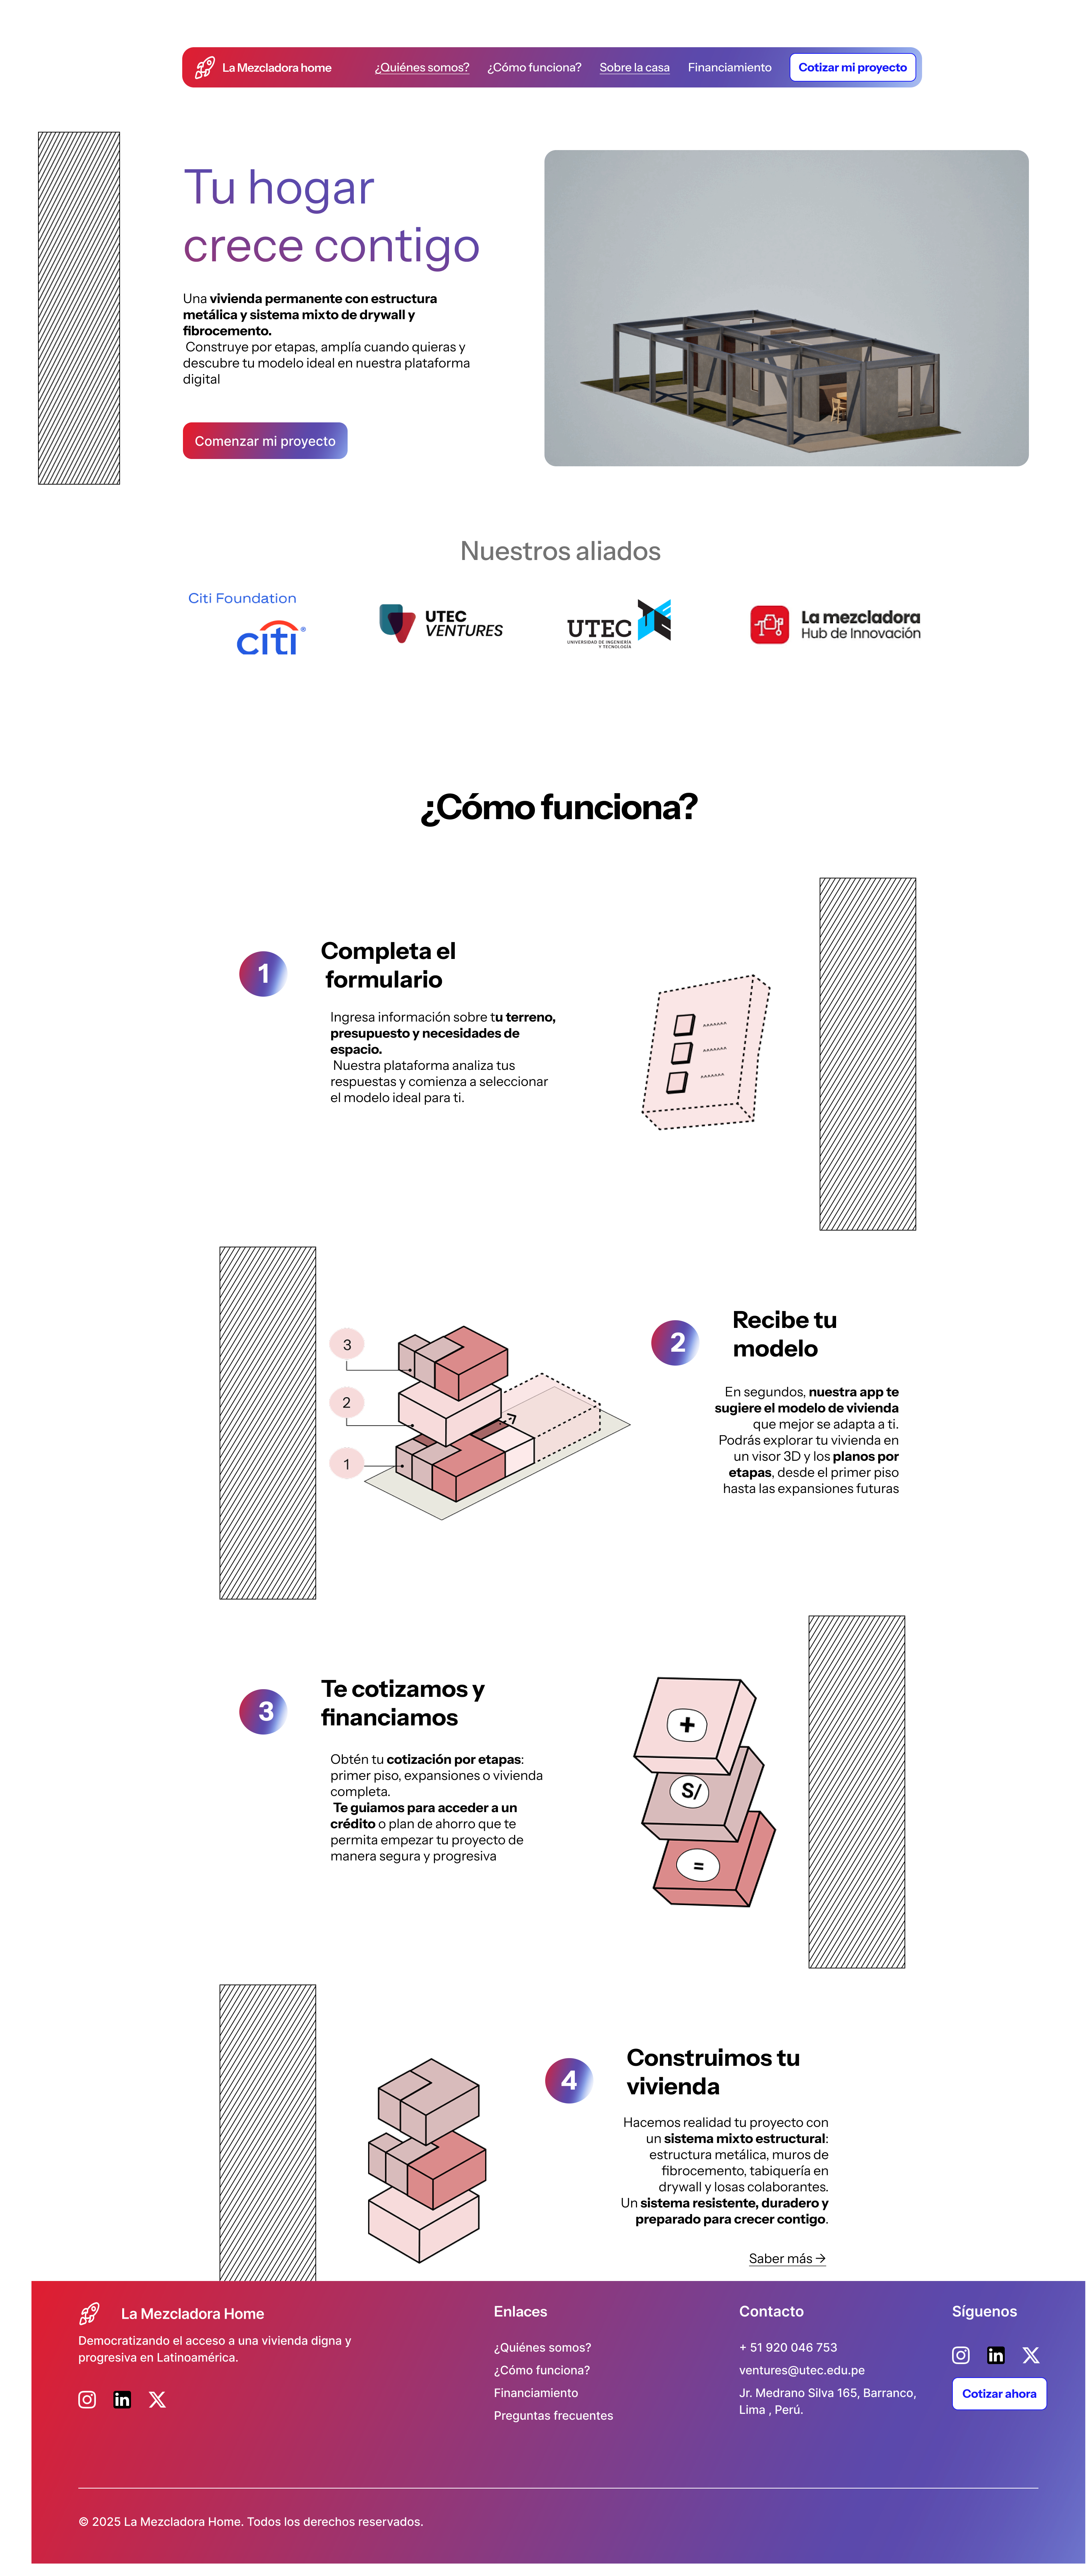 La Mezcladora home
¿Quiénes somos?
¿Cómo funciona?
Sobre la casa
Financiamiento
Cotizar mi proyecto
Tu hogar
crece contigo
Una vivienda permanente con estructura
metálica y sistema mixto de drywall y
fibrocemento.
Construye por etapas, amplía cuando quieras y
descubre tu modelo ideal en nuestra plataforma
digital
Comenzar mi proyecto
Nuestros aliados
Citi Foundation
citi®
UTEC
VENTURES
UTEC
UNIVERSIDAD DE INGENIERÍA
Y TECNOLOGÍA
La mezcladora
Hub de Innovación
¿Cómo funciona?
1
Completa el
formulario
Ingresa información sobre tu terreno,
presupuesto y necesidades de
espacio.
Nuestra plataforma analiza tus
respuestas y comienza a seleccionar
el modelo ideal para ti.
3
2
1
2
Recibe tu
modelo
En segundos, nuestra app te
sugiere el modelo de vivienda
que mejor se adapta a ti.
Podrás explorar tu vivienda en
un visor 3D y los planos por
etapas, desde el primer piso
hasta las expansiones futuras
3
Te cotizamos y
financiamos
Obtén tu cotización por etapas:
primer piso, expansiones o vivienda
completa.
Te guiamos para acceder a un
crédito o plan de ahorro que te
permita empezar tu proyecto de
manera segura y progresiva
+
S/
=
4
Construimos tu
vivienda
Hacemos realidad tu proyecto con
un sistema mixto estructural:
estructura metálica, muros de
fibrocemento, tabiquería en
drywall y losas colaborantes.
Un sistema resistente, duradero y
preparado para crecer contigo.
Saber más →
La Mezcladora Home
Democratizando el acceso a una vivienda digna y
progresiva en Latinoamérica.
in
Enlaces
¿Quiénes somos?
¿Cómo funciona?
Financiamiento
Preguntas frecuentes
Contacto
+ 51 920 046 753
ventures@utec.edu.pe
Jr. Medrano Silva 165, Barranco,
Lima , Perú.
Síguenos
in
Cotizar ahora
© 2025 La Mezcladora Home. Todos los derechos reservados.